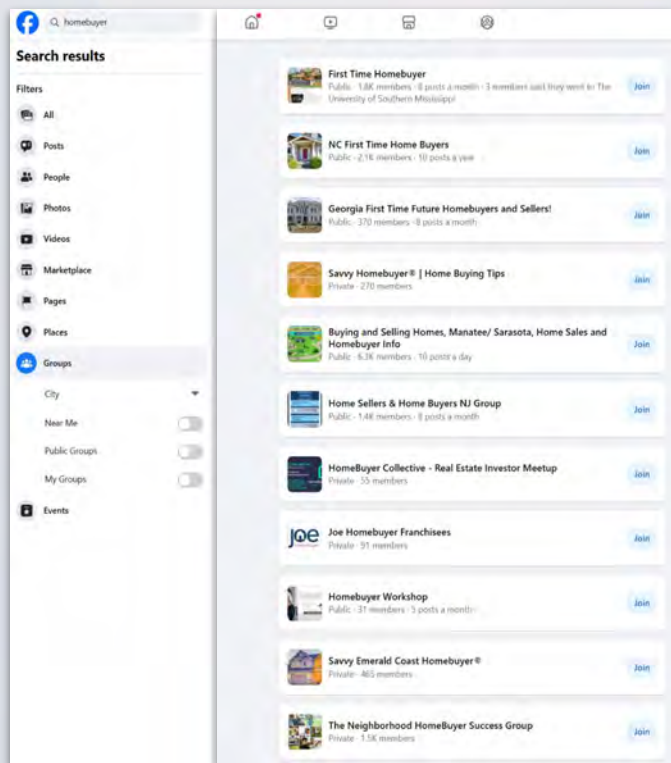 homebuyer
Search results
Filters
All
Posts
People
Photos
Videos
Marketplace
Pages
Places
Groups
City
Near Me
Public Groups
My Groups
Events
First Time Homebuyer
Public · 1.8K members · 8 posts a month · 3 members said they went to The
University of Southern Mississippi
Join
NC First Time Home Buyers
Public · 2.1K members · 10 posts a year
Join
Georgia First Time Future Homebuyers and Sellers!
Public · 370 members · 8 posts a month
Join
Savvy Homebuyer® | Home Buying Tips
Private · 270 members
Join
Buying and Selling Homes, Manatee/ Sarasota, Home Sales and
Homebuyer Info
Public · 6.3K members · 10 posts a day
Join
Home Sellers & Home Buyers NJ Group
Public · 1.4K members · 8 posts a month
Join
HomeBuyer Collective - Real Estate Investor Meetup
Private · 55 members
Join
joe
Joe Homebuyer Franchisees
Private · 91 members
Join
Homebuyer Workshop
Public · 31 members · 5 posts a month
Join
Savvy Emerald Coast Homebuyer®
Private · 465 members
Join
The Neighborhood HomeBuyer Success Group
Private · 1.5K members
Join